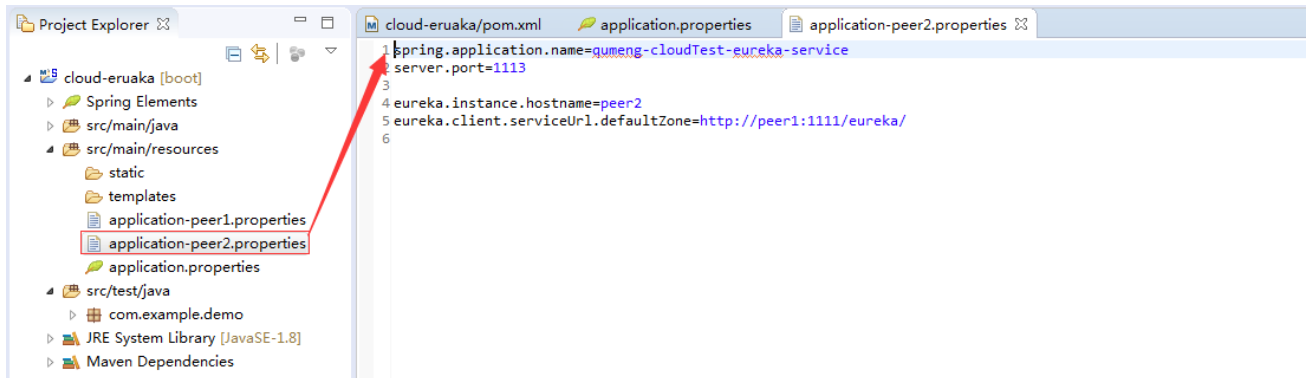 Project Explorer
cloud-eruaka [boot]
Spring Elements
src/main/java
src/main/resources
static
templates
application-peer1.properties
application-peer2.properties
application.properties
src/test/java
com.example.demo
JRE System Library [JavaSE-1.8]
Maven Dependencies
cloud-eruaka/pom.xml application.properties application-peer2.properties
1 spring.application.name=qumeng-cloudTest-eureka-service
2 server.port=1113
3
4 eureka.instance.hostname=peer2
5 eureka.client.serviceUrl.defaultZone=http://peer1:1111/eureka/
6